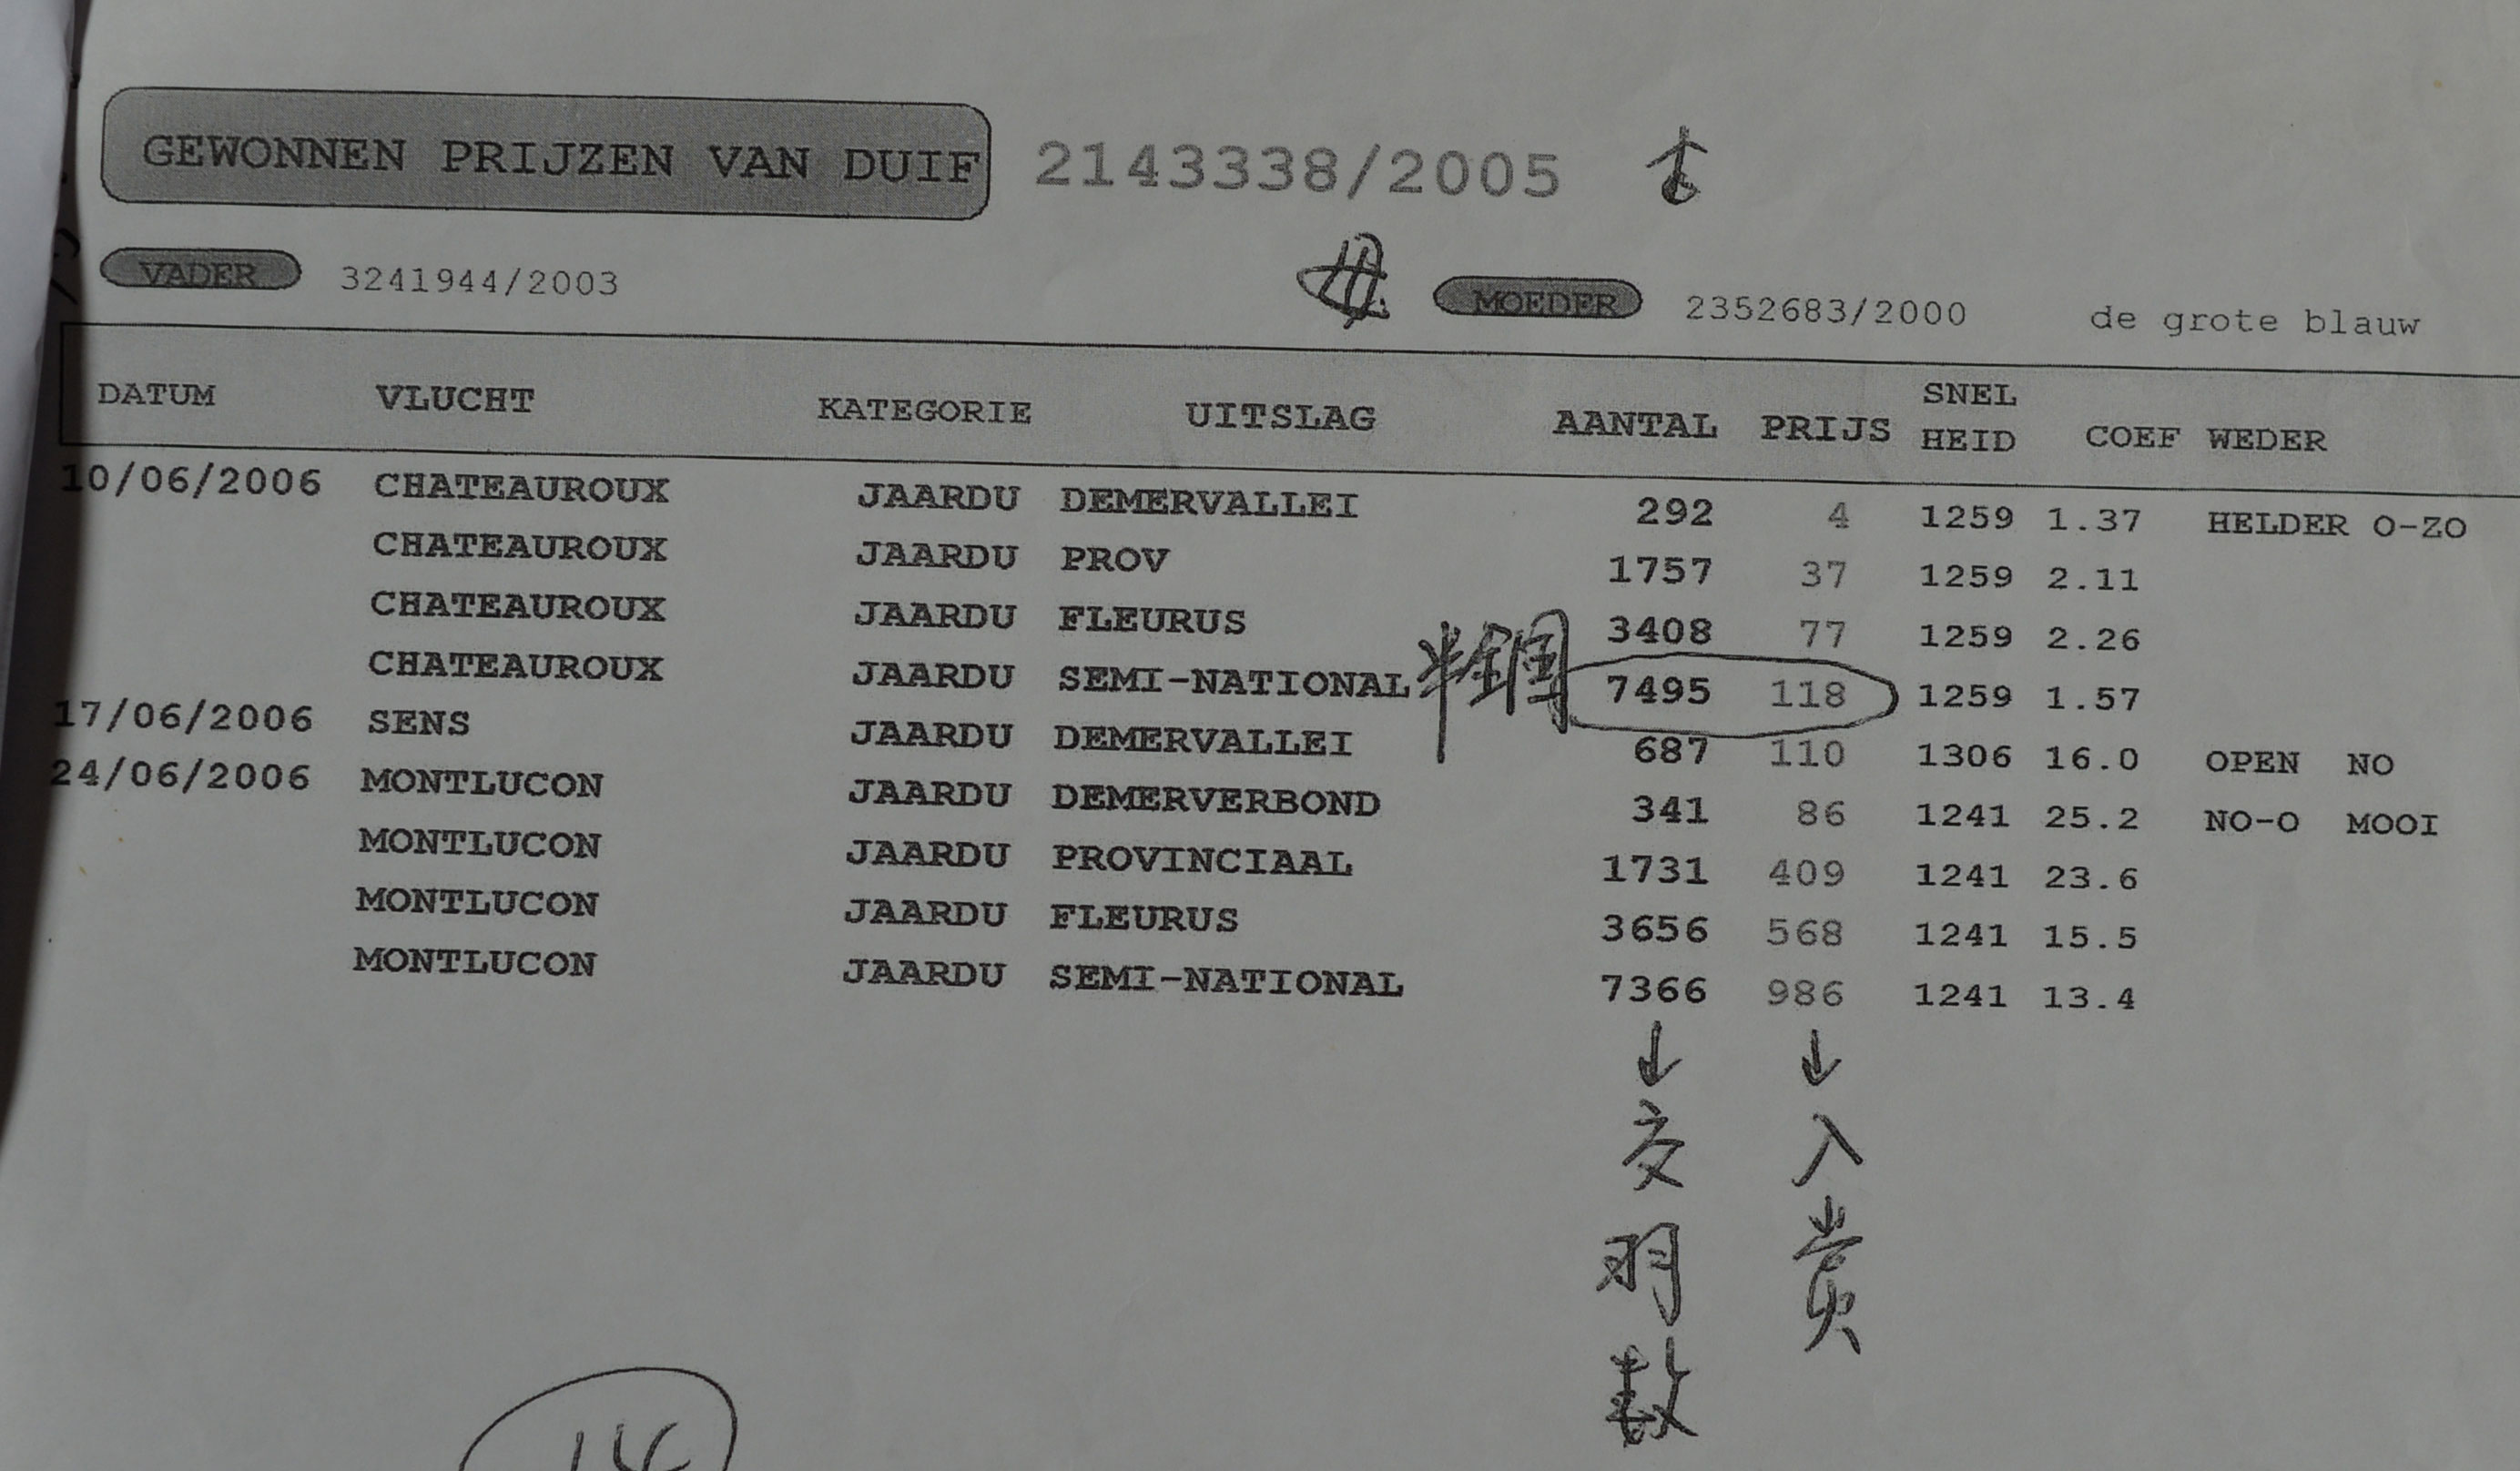 GEWONNEN PRIJZEN VAN DUIF 2143338/2005 ♂
VADER 3241944/2003 母 MOEDER 2352683/2000 de grote blauw
DATUM VLUCHT KATEGORIE UITSLAG AANTAL PRIJS SNEL HEID COEF WEDER
10/06/2006 CHATEAUROUX JAARDU DEMERVALLEI 292 4 1259 1.37 HELDER O-ZO
CHATEAUROUX JAARDU PROV 1757 37 1259 2.11
CHATEAUROUX JAARDU FLEURUS 3408 77 1259 2.26
CHATEAUROUX JAARDU SEMI-NATIONAL 半全国 7495 118 1259 1.57
17/06/2006 SENS JAARDU DEMERVALLEI 687 110 1306 16.0 OPEN NO
24/06/2006 MONTLUCON JAARDU DEMERVERBOND 341 86 1241 25.2 NO-O MOOI
MONTLUCON JAARDU PROVINCIAAL 1731 409 1241 23.6
MONTLUCON JAARDU FLEURUS 3656 568 1241 15.5
MONTLUCON JAARDU SEMI-NATIONAL 7366 986 1241 13.4
↓ ↓
交羽数
入赏